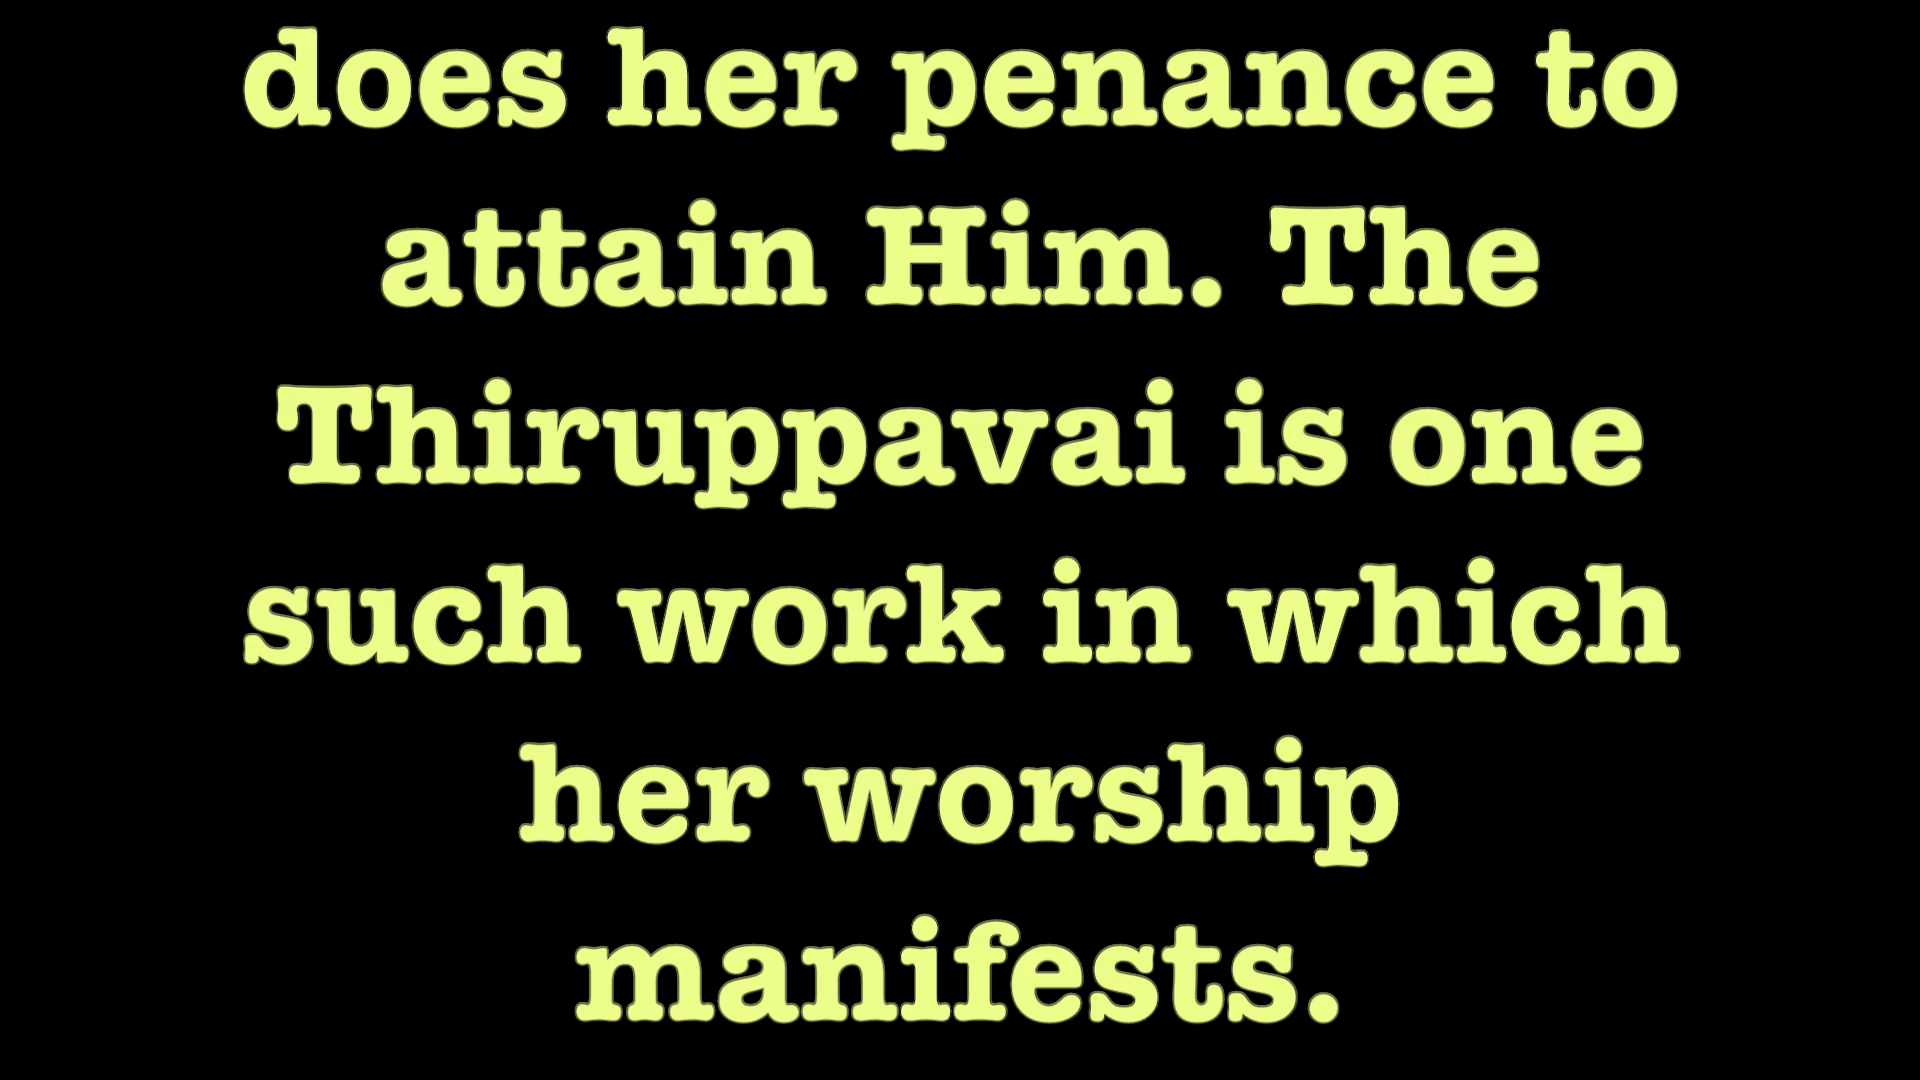 does her penance to
attain Him. The
Thiruppavai is one
such work in which
her worship
manifests.